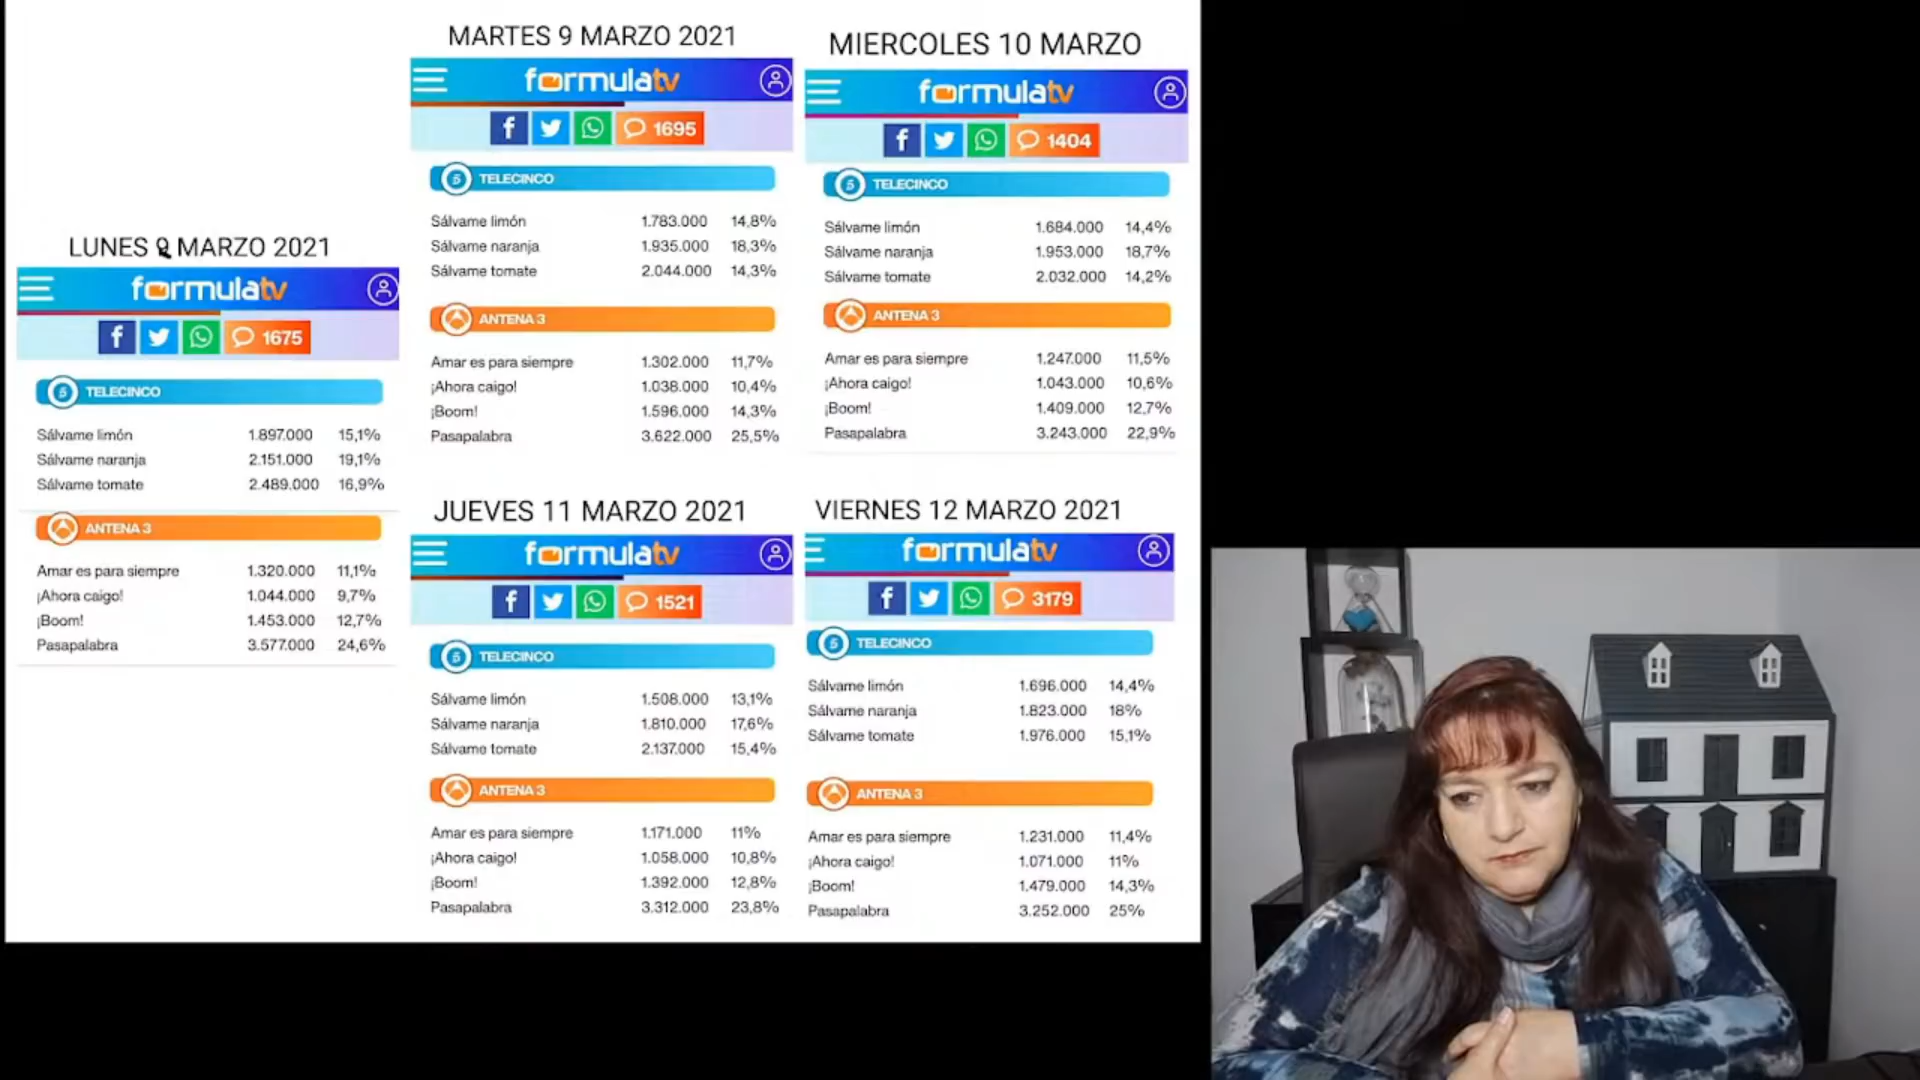 LUNES 8 MARZO 2021
formulatv
1675
TELECINCO
Sálvame limón 1.897.000 15,1%
Sálvame naranja 2.151.000 19,1%
Sálvame tomate 2.489.000 16,9%
ANTENA 3
Amar es para siempre 1.320.000 11,1%
¡Ahora caigo! 1.044.000 9,7%
¡Boom! 1.453.000 12,7%
Pasapalabra 3.577.000 24,6%
MARTES 9 MARZO 2021
formulatv
1695
TELECINCO
Sálvame limón 1.783.000 14,8%
Sálvame naranja 1.935.000 18,3%
Sálvame tomate 2.044.000 14,3%
ANTENA 3
Amar es para siempre 1.302.000 11,7%
¡Ahora caigo! 1.038.000 10,4%
¡Boom! 1.596.000 14,3%
Pasapalabra 3.622.000 25,5%
MIERCOLES 10 MARZO
formulatv
1404
TELECINCO
Sálvame limón 1.684.000 14,4%
Sálvame naranja 1.953.000 18,7%
Sálvame tomate 2.032.000 14,2%
ANTENA 3
Amar es para siempre 1.247.000 11,5%
¡Ahora caigo! 1.043.000 10,6%
¡Boom! 1.409.000 12,7%
Pasapalabra 3.243.000 22,9%
JUEVES 11 MARZO 2021
formulatv
1521
TELECINCO
Sálvame limón 1.508.000 13,1%
Sálvame naranja 1.810.000 17,6%
Sálvame tomate 2.137.000 15,4%
ANTENA 3
Amar es para siempre 1.171.000 11%
¡Ahora caigo! 1.058.000 10,8%
¡Boom! 1.392.000 12,8%
Pasapalabra 3.312.000 23,8%
VIERNES 12 MARZO 2021
formulatv
3179
TELECINCO
Sálvame limón 1.696.000 14,4%
Sálvame naranja 1.823.000 18%
Sálvame tomate 1.976.000 15,1%
ANTENA 3
Amar es para siempre 1.231.000 11,4%
¡Ahora caigo! 1.071.000 11%
¡Boom! 1.479.000 14,3%
Pasapalabra 3.252.000 25%